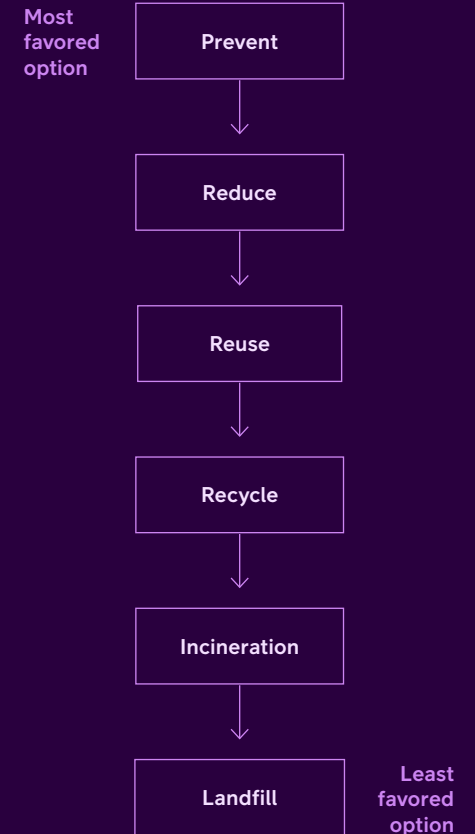 Most
favored
option
Prevent
Reduce
Reuse
Recycle
Incineration
Landfill
Least
favored
option